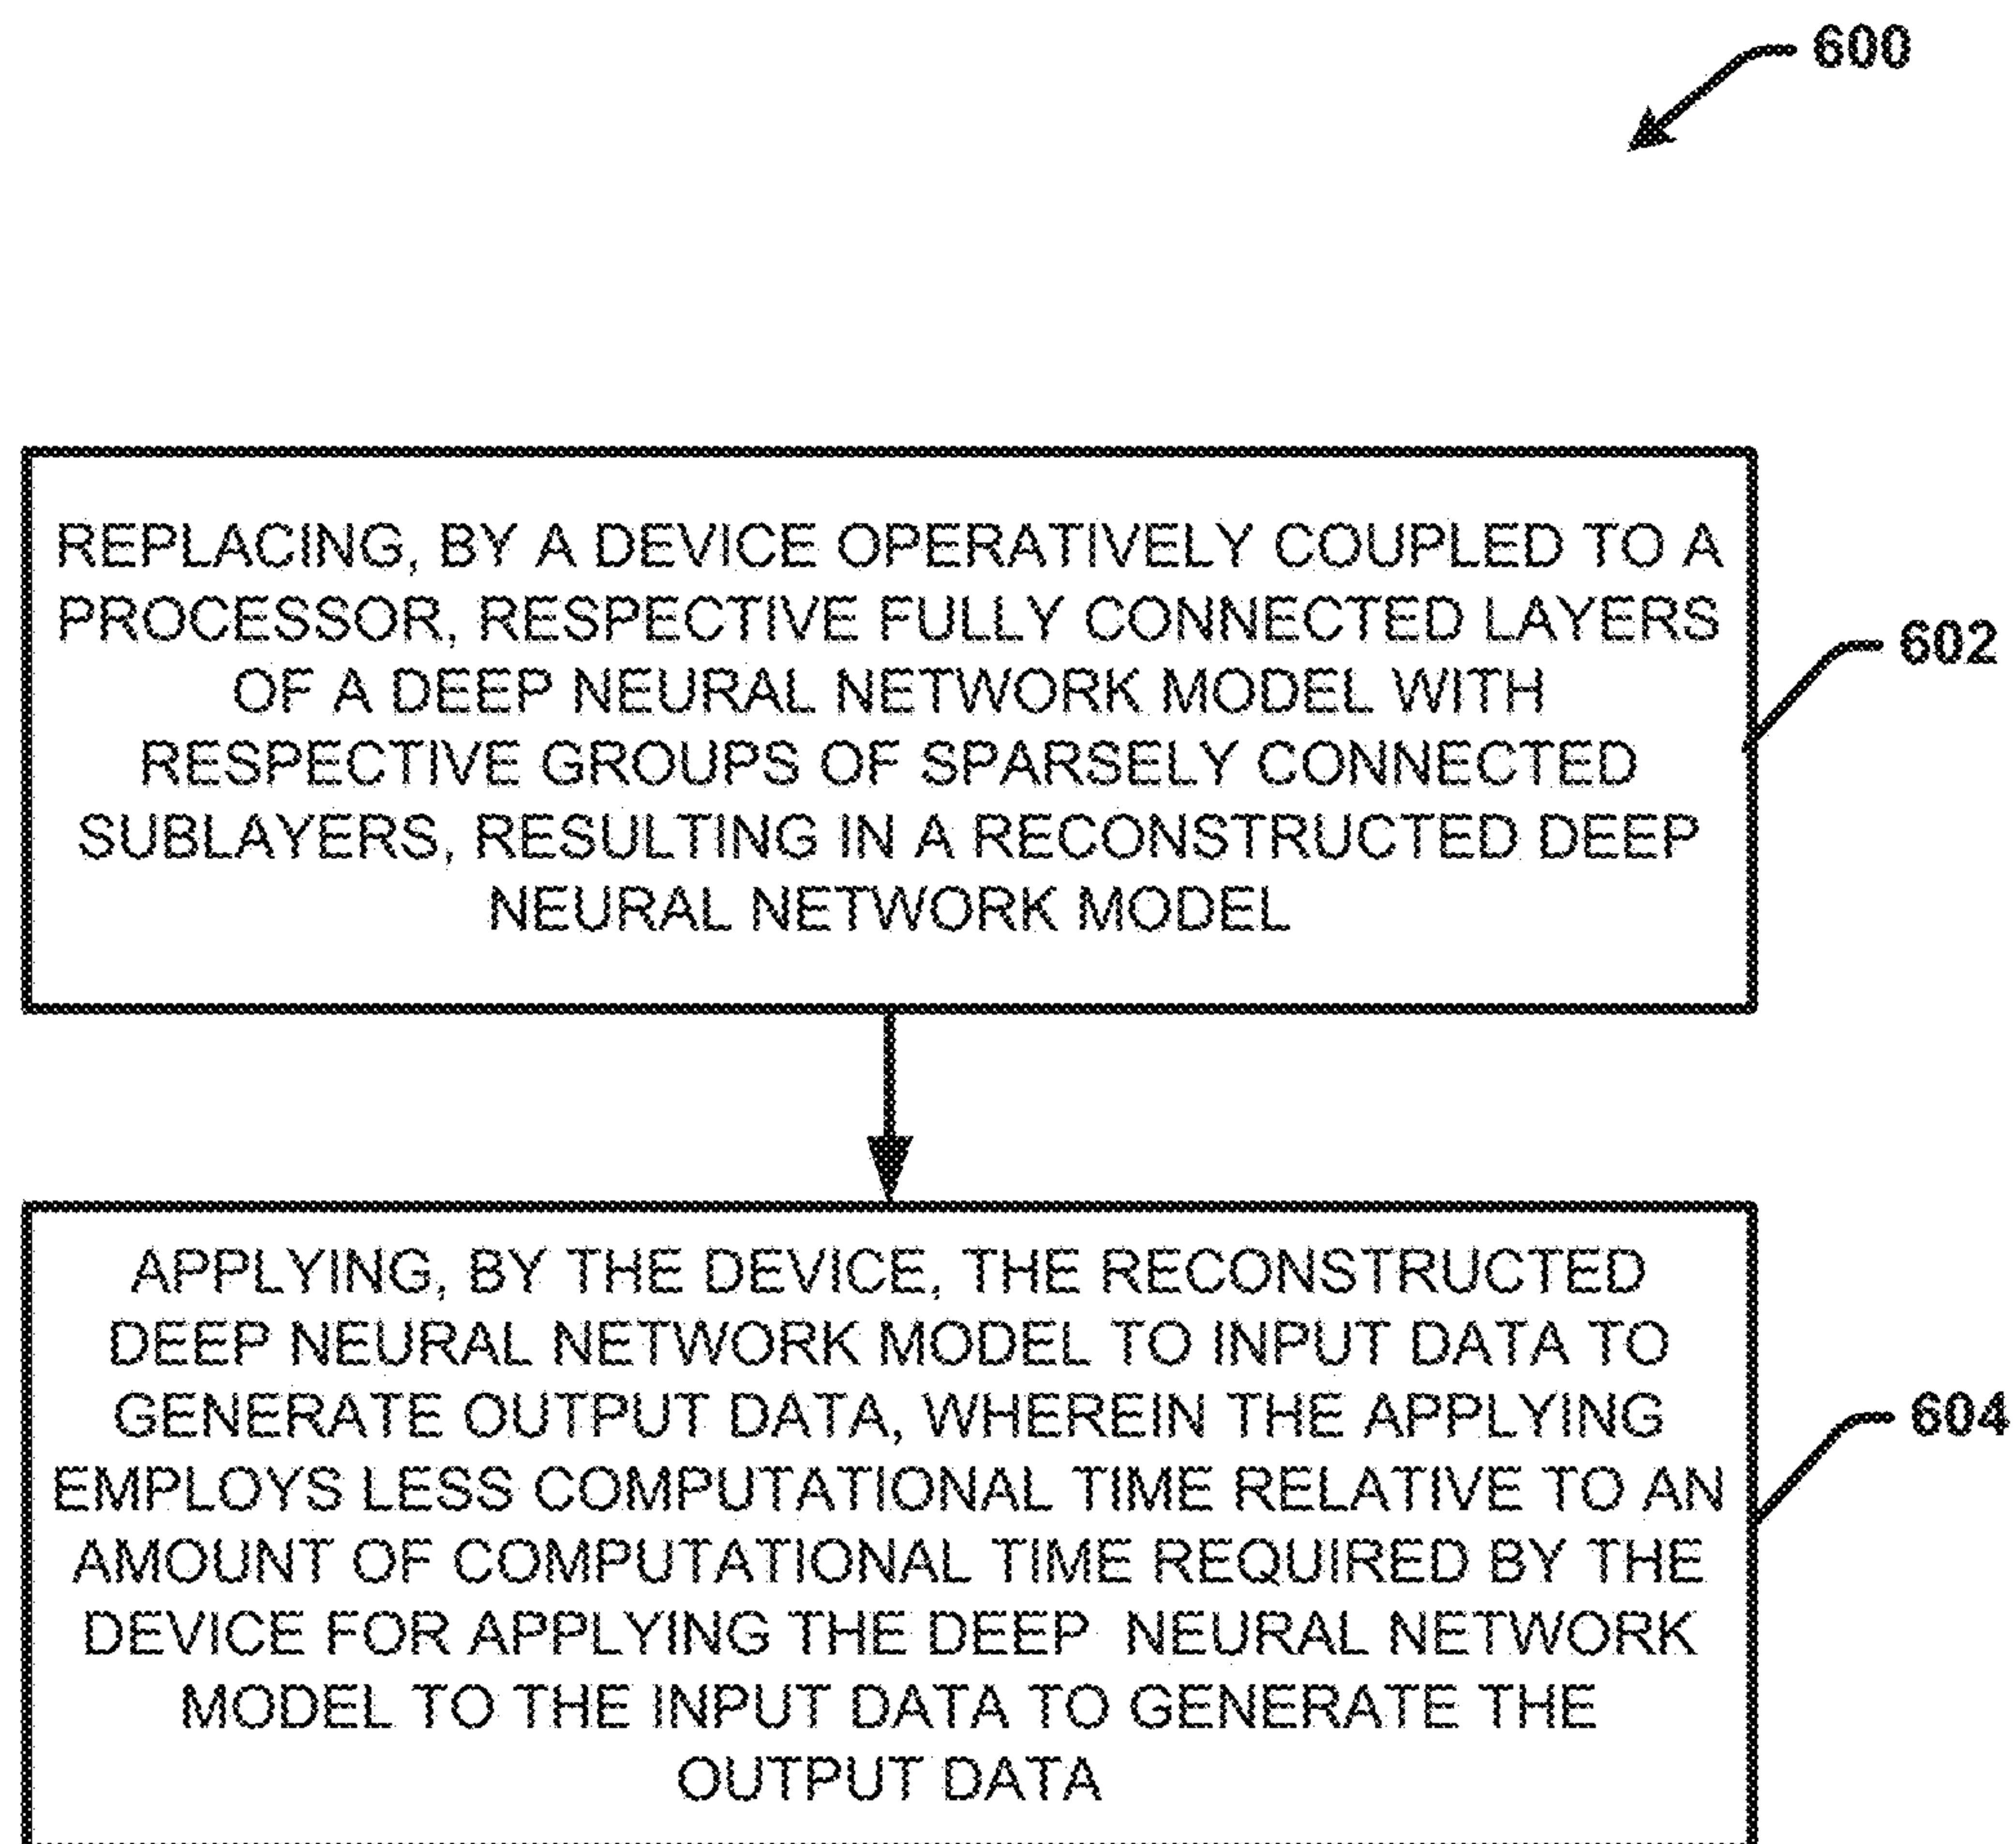 600
REPLACING, BY A DEVICE OPERATIVELY COUPLED TO A
PROCESSOR, RESPECTIVE FULLY CONNECTED LAYERS
OF A DEEP NEURAL NETWORK MODEL WITH
RESPECTIVE GROUPS OF SPARSELY CONNECTED
SUBLAYERS, RESULTING IN A RECONSTRUCTED DEEP
NEURAL NETWORK MODEL
602
APPLYING, BY THE DEVICE, THE RECONSTRUCTED
DEEP NEURAL NETWORK MODEL TO INPUT DATA TO
GENERATE OUTPUT DATA, WHEREIN THE APPLYING
EMPLOYS LESS COMPUTATIONAL TIME RELATIVE TO AN
AMOUNT OF COMPUTATIONAL TIME REQUIRED BY THE
DEVICE FOR APPLYING THE DEEP NEURAL NETWORK
MODEL TO THE INPUT DATA TO GENERATE THE
OUTPUT DATA
604